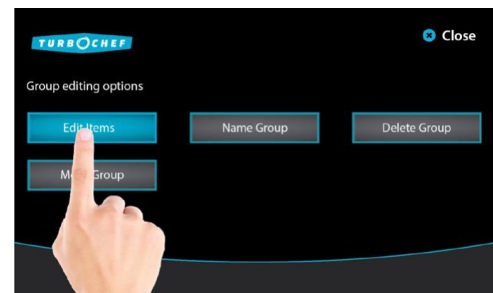 TURBOCHEF
Close
Group editing options
Edit Items
Name Group
Delete Group
Group